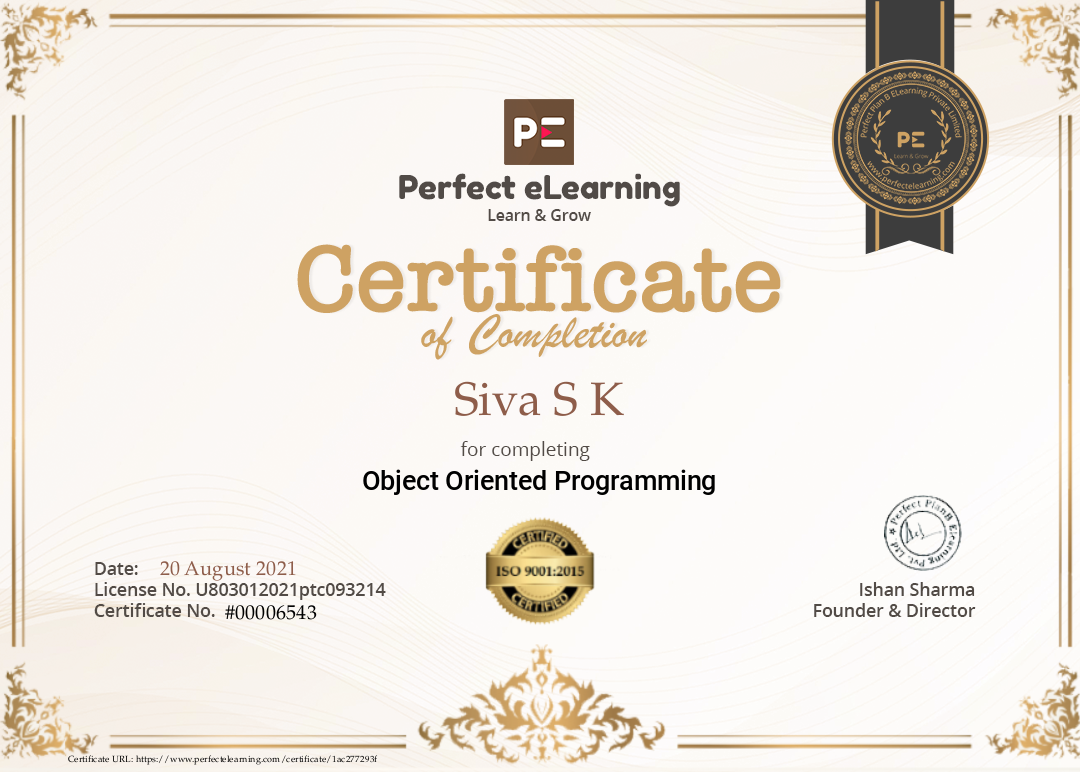 PE
Perfect eLearning
Learn & Grow
Perfect Plan B ELearning Private Limited
PE
Learn & Grow
www.perfectelearning.com
Certificate
of Completion
Siva S K
for completing
Object Oriented Programming
CERTIFIED
ISO 9001:2015
CERTIFIED
Date: 20 August 2021
License No. U803012021ptc093214
Certificate No. #00006543
Perfect PlanB Elearning Pvt. Ltd
Ishan Sharma
Founder & Director
Certificate URL: https://www.perfectelearning.com/certificate/1ac277293f